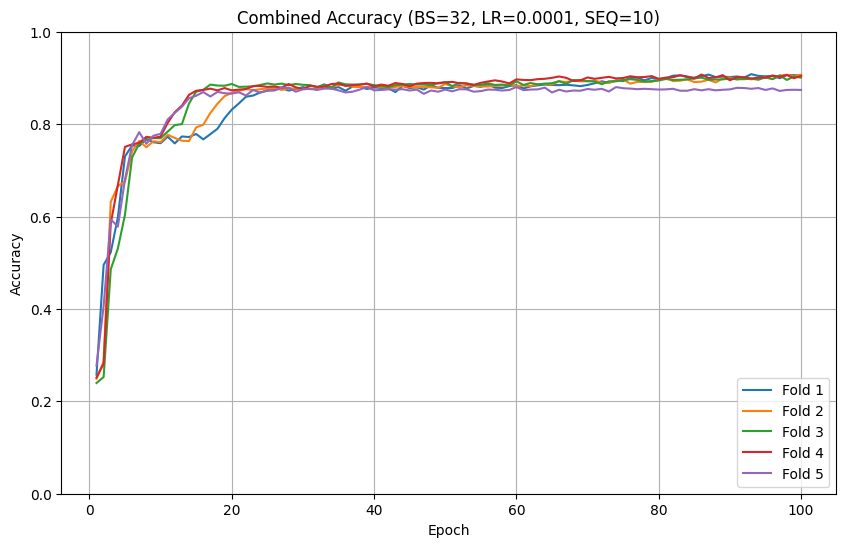 Combined Accuracy (BS=32, LR=0.0001, SEQ=10)
1.0
0.8
0.6
0.4
0.2
0.0
Accuracy
0 20 40 60 80 100
Epoch
Fold 1
Fold 2
Fold 3
Fold 4
Fold 5